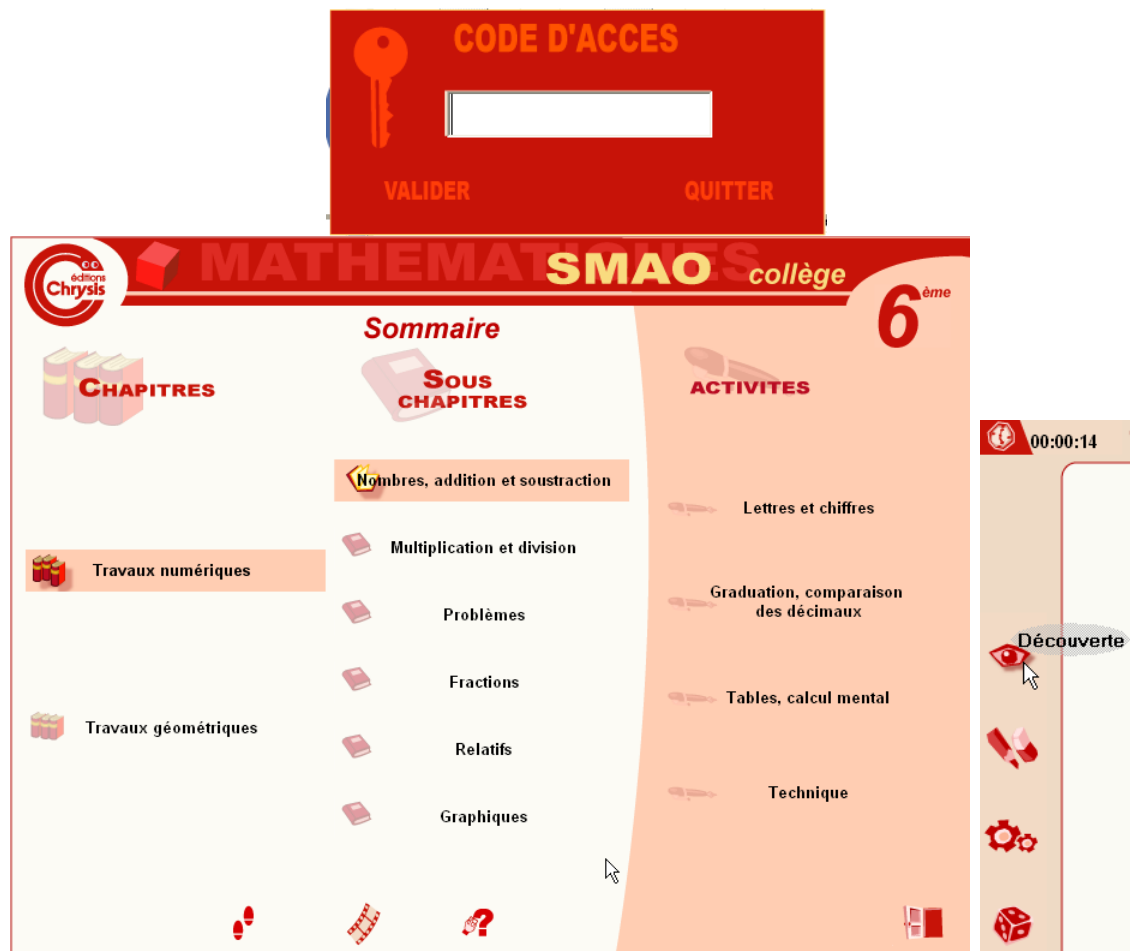 CODE D'ACCES
VALIDER
QUITTER
éditions
Chrysis
MATHEMATIQUES
SMAO collège
6ème
Sommaire
CHAPITRES
SOUS
CHAPITRES
ACTIVITES
Nombres, addition et soustraction
Multiplication et division
Problèmes
Fractions
Relatifs
Graphiques
Travaux numériques
Travaux géométriques
Lettres et chiffres
Graduation, comparaison
des décimaux
Tables, calcul mental
Technique
00:00:14
Découverte